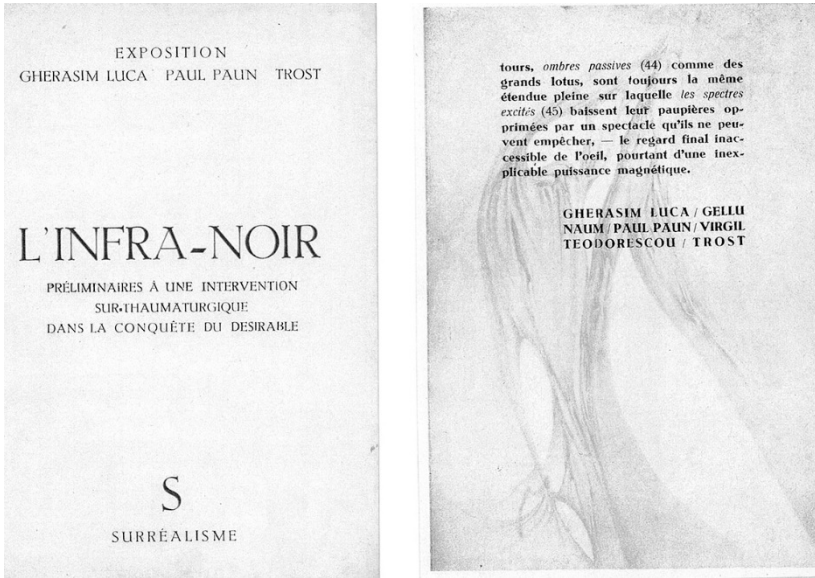 EXPOSITION
GHERASIM LUCA PAUL PAUN TROST
L'INFRA-NOIR
PRÉLIMINAIRES À UNE INTERVENTION
SUR-THAUMATURGIQUE
DANS LA CONQUÊTE DU DESIRABLE
S
SURRÉALISME
tours, ombres passives (44) comme des
grands lotus, sont toujours la même
étendue pleine sur laquelle les spectres
excités (45) baissent leur paupières op-
primées par un spectacle qu'ils ne peu-
vent empêcher, — le regard final inac-
cessible de l'oeil, pourtant d'une inex-
plicable puissance magnétique.
GHERASIM LUCA / GELLU
NAUM / PAUL PAUN / VIRGIL
TEODORESCOU / TROST